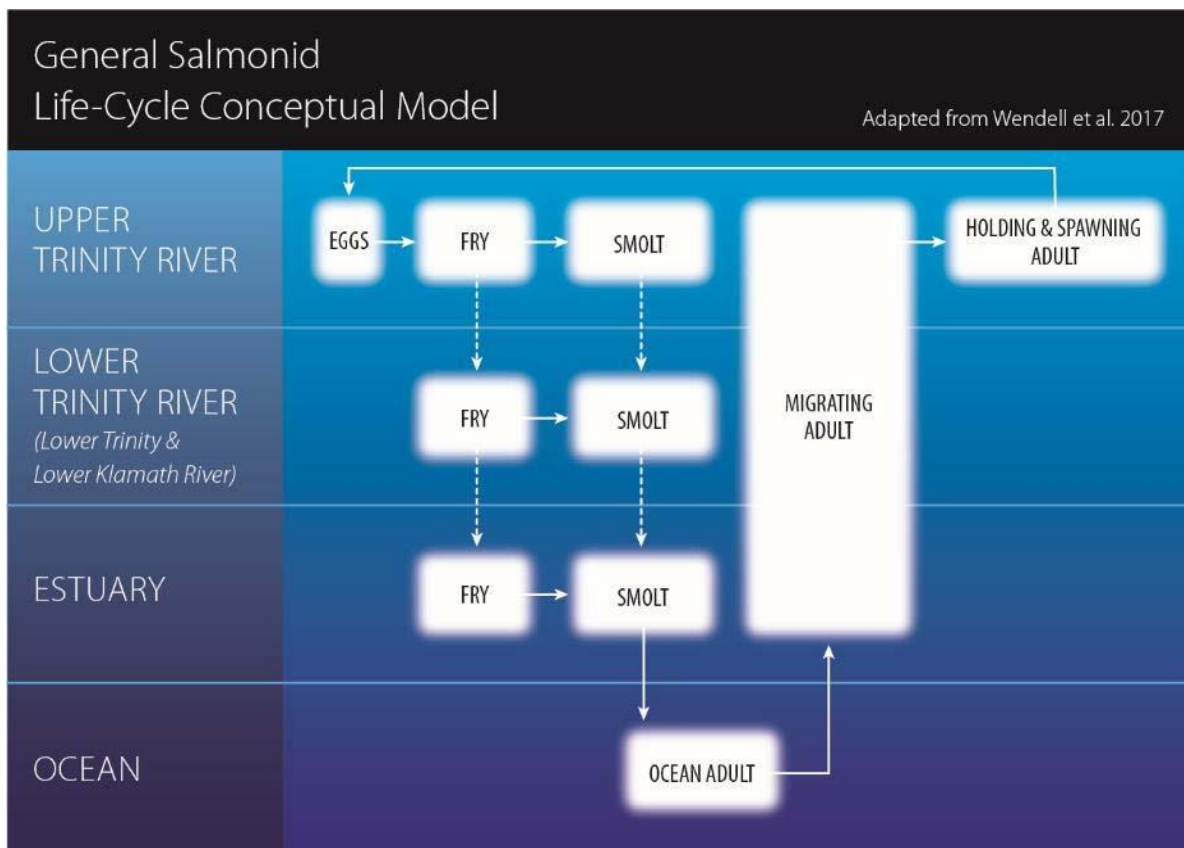 General Salmonid
Life-Cycle Conceptual Model
Adapted from Wendell et al. 2017
UPPER
TRINITY RIVER
EGGS
FRY
SMOLT
HOLDING & SPAWNING
ADULT
LOWER
TRINITY RIVER
(Lower Trinity &
Lower Klamath River)
FRY
SMOLT
MIGRATING
ADULT
ESTUARY
FRY
SMOLT
OCEAN
OCEAN ADULT